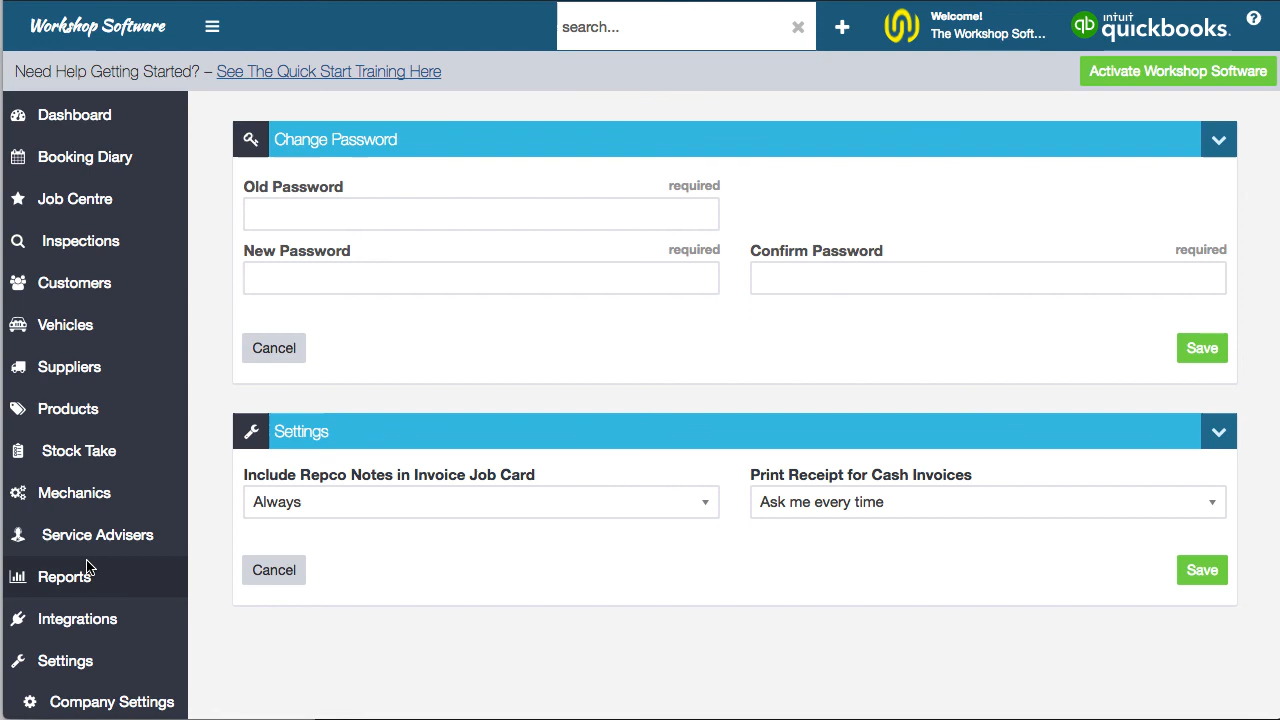 Workshop Software
search...
Welcome!
The Workshop Soft...
qb intuit quickbooks.
?
Need Help Getting Started? – See The Quick Start Training Here
Activate Workshop Software
Dashboard
Booking Diary
Job Centre
Inspections
Customers
Vehicles
Suppliers
Products
Stock Take
Mechanics
Service Advisers
Reports
Integrations
Settings
Company Settings
Change Password
Old Password required
New Password required
Confirm Password required
Cancel
Save
Settings
Include Repco Notes in Invoice Job Card
Always
Print Receipt for Cash Invoices
Ask me every time
Cancel
Save